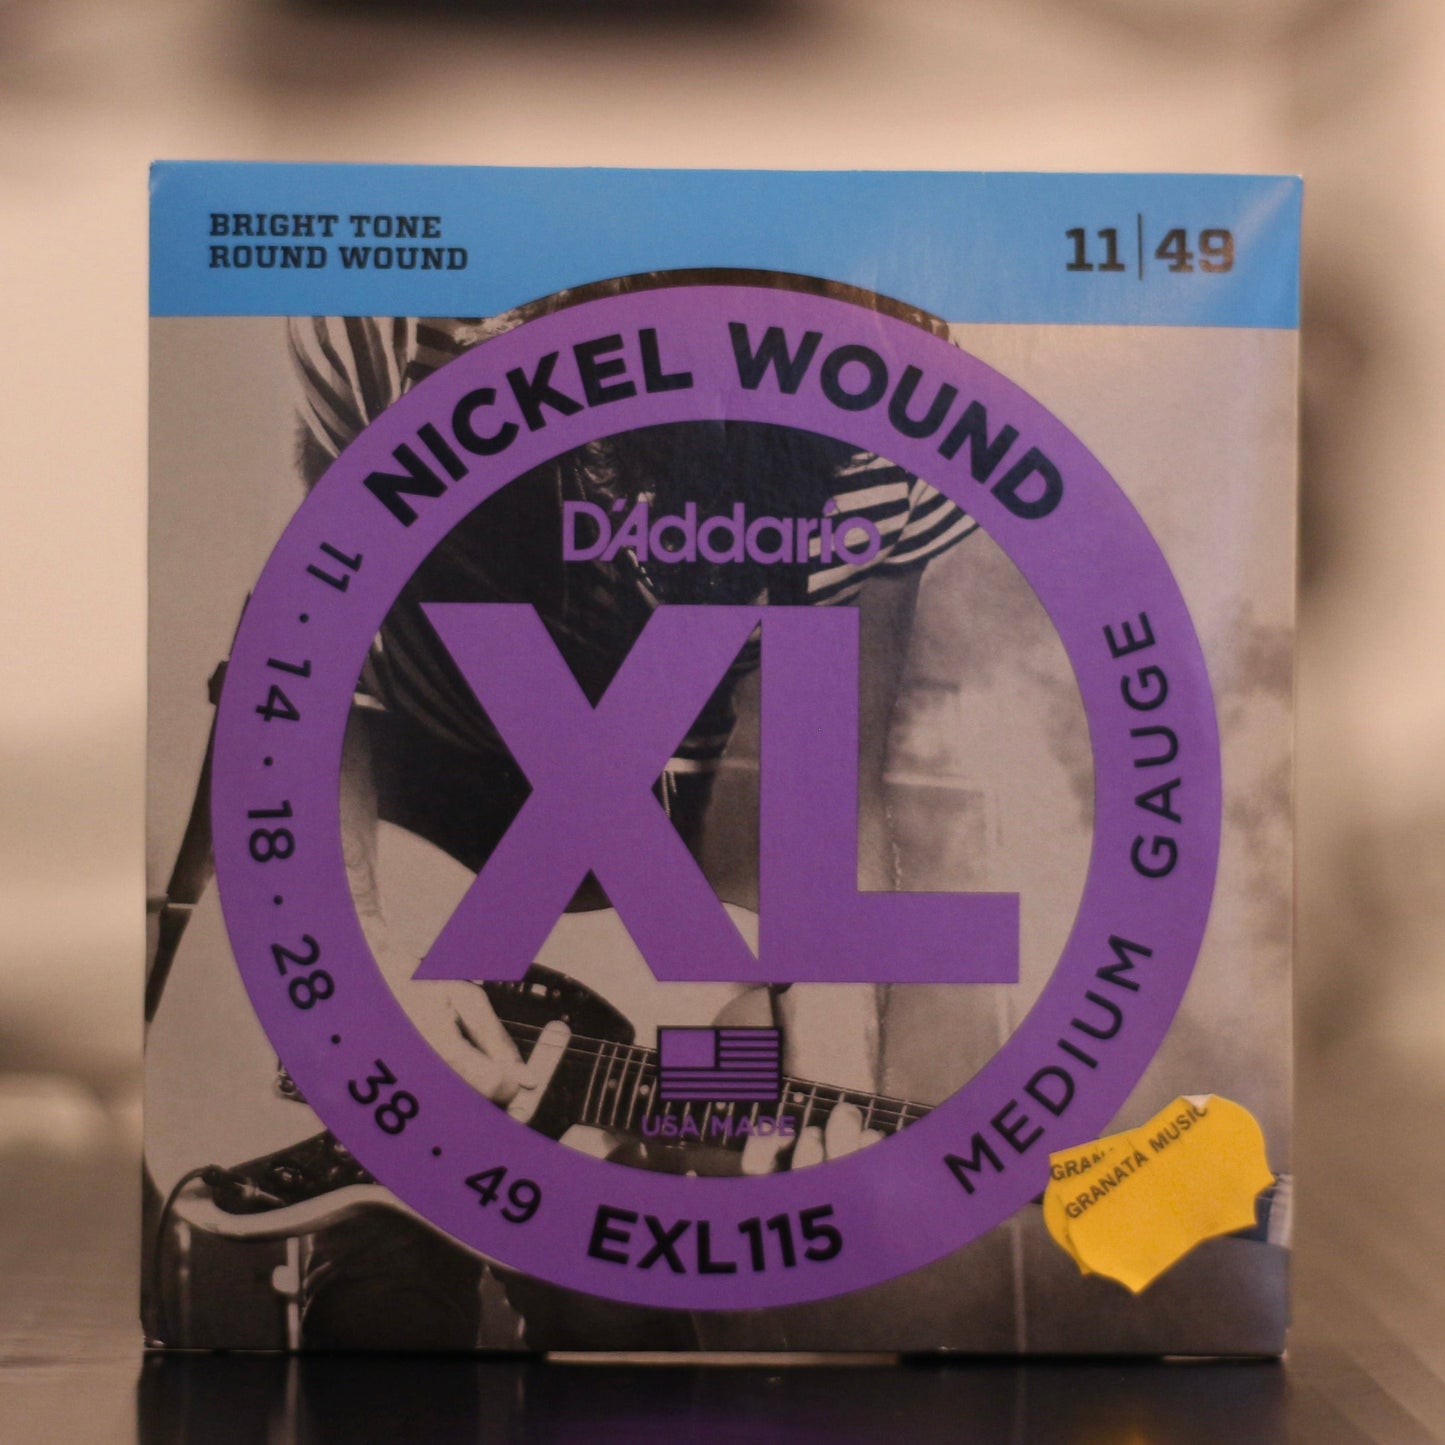 BRIGHT TONE
ROUND WOUND
11|49
NICKEL WOUND
D'Addario
XL
11 · 14 · 18 · 28 · 38 · 49
MEDIUM GAUGE
USA MADE
EXL115
GRANATA MUSIC